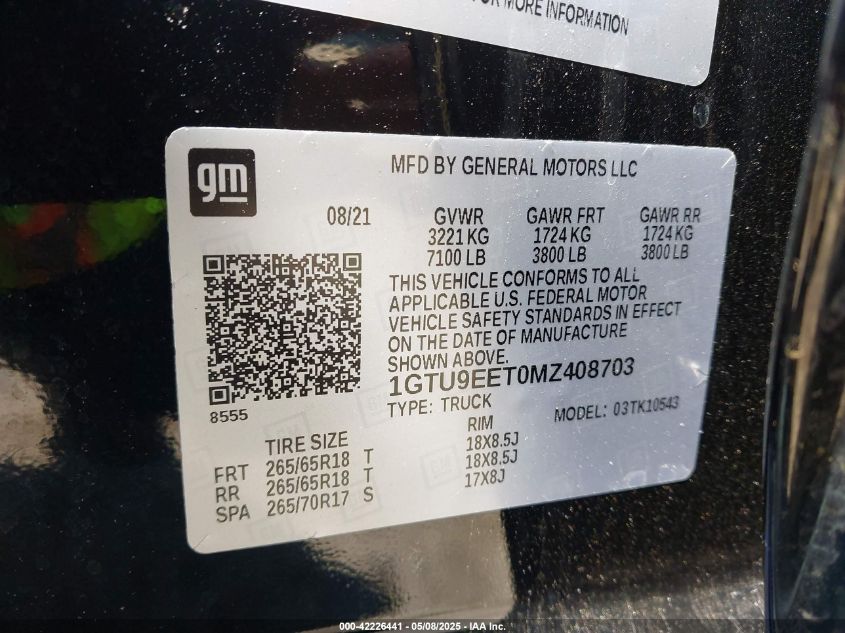 FOR MORE INFORMATION
gm
MFD BY GENERAL MOTORS LLC
08/21 GVWR GAWR FRT GAWR RR
3221 KG 1724 KG 1724 KG
7100 LB 3800 LB 3800 LB
THIS VEHICLE CONFORMS TO ALL
APPLICABLE U.S. FEDERAL MOTOR
VEHICLE SAFETY STANDARDS IN EFFECT
ON THE DATE OF MANUFACTURE
SHOWN ABOVE.
1GTU9EET0MZ408703
8555 TYPE: TRUCK MODEL: 03TK10543
TIRE SIZE RIM
FRT 265/65R18 T 18X8.5J
RR 265/65R18 T 18X8.5J
SPA 265/70R17 S 17X8J
000-42226441 - 05/08/2025 - IAA Inc.